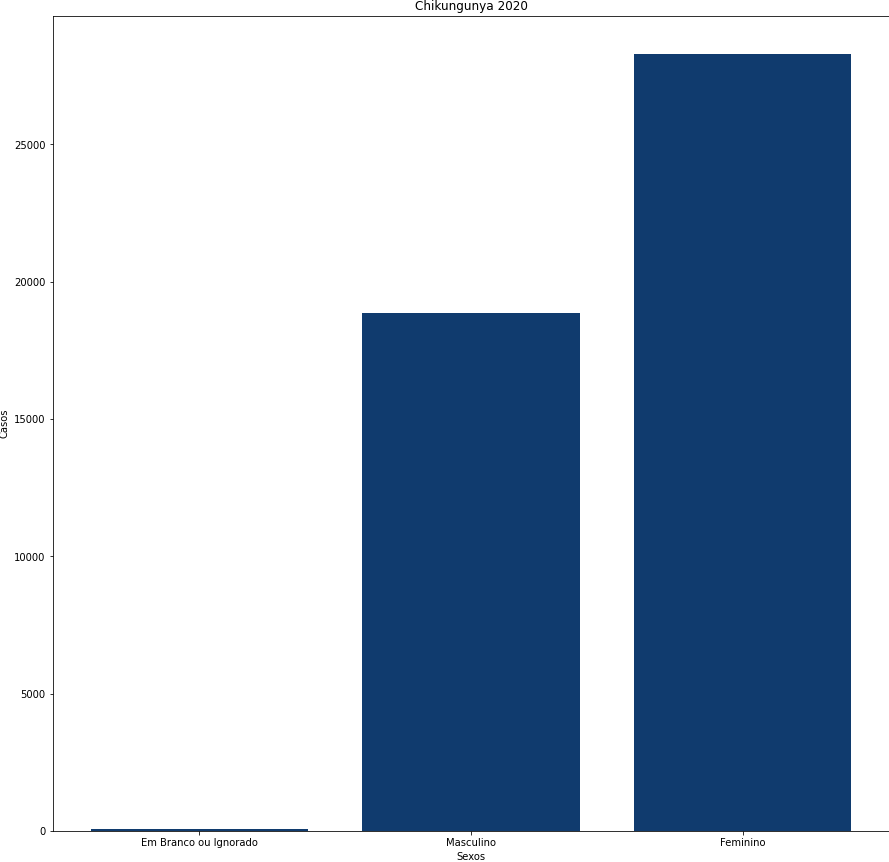 Chikungunya 2020
25000
20000
15000
Casos
10000
5000
0
Em Branco ou Ignorado
Masculino
Feminino
Sexos